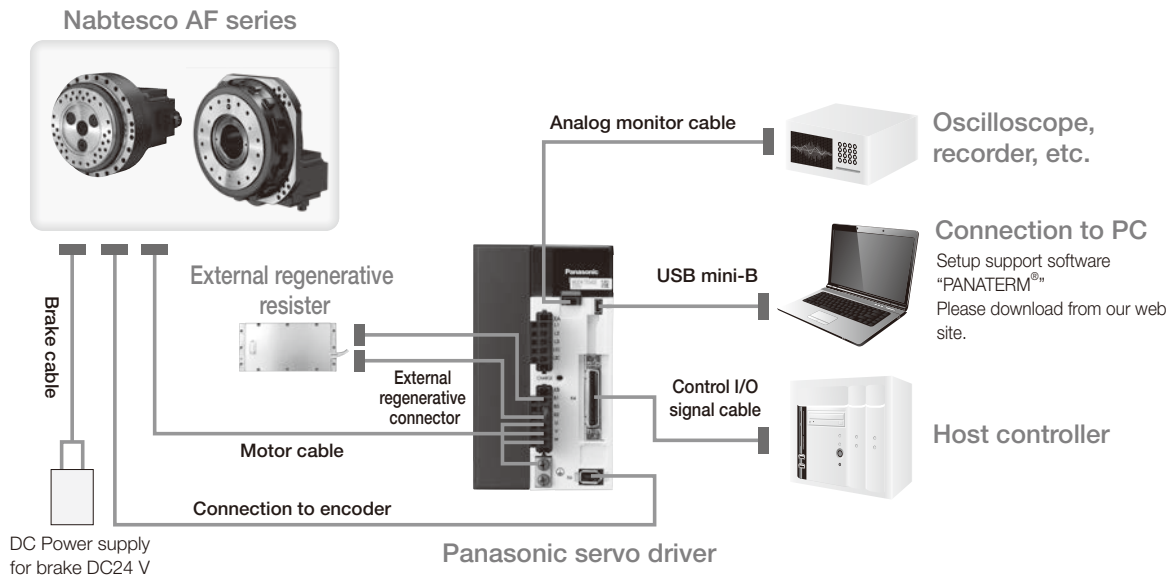 Nabtesco AF series
Analog monitor cable
Oscilloscope,
recorder, etc.
Connection to PC
Setup support software
“PANATERM®”
Please download from our web
site.
USB mini-B
External regenerative
resister
Panasonic
Brake cable
External
regenerative
connector
Control I/O
signal cable
Host controller
Motor cable
Connection to encoder
DC Power supply
for brake DC24 V
Panasonic servo driver